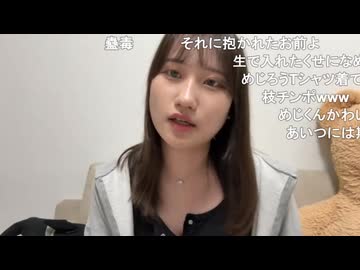 蠱毒 それに抱かれたお前よ
生で入れたくせになめ
めじろうTシャツ着て
枝チンポwww
めじくんかわい
あいつには抱